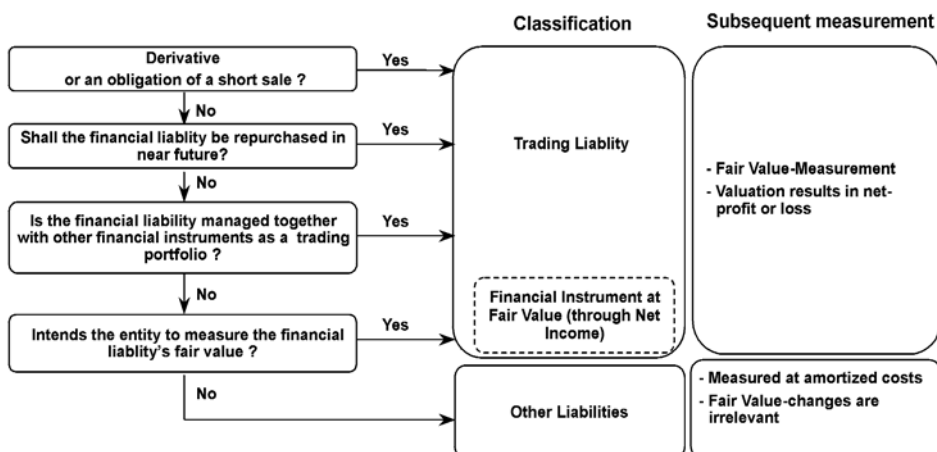 Classification
Subsequent measurement
Derivative
or an obligation of a short sale ?
Yes
No
Shall the financial liablity be repurchased in
near future?
Yes
No
Is the financial liability managed together
with other financial instruments as a trading
portfolio ?
Yes
No
Intends the entity to measure the financial
liablity's fair value ?
Yes
No
Trading Liablity
Financial Instrument at
Fair Value (through Net
Income)
Other Liabilities
- Fair Value-Measurement
- Valuation results in net-
profit or loss
- Measured at amortized costs
- Fair Value-changes are
irrelevant